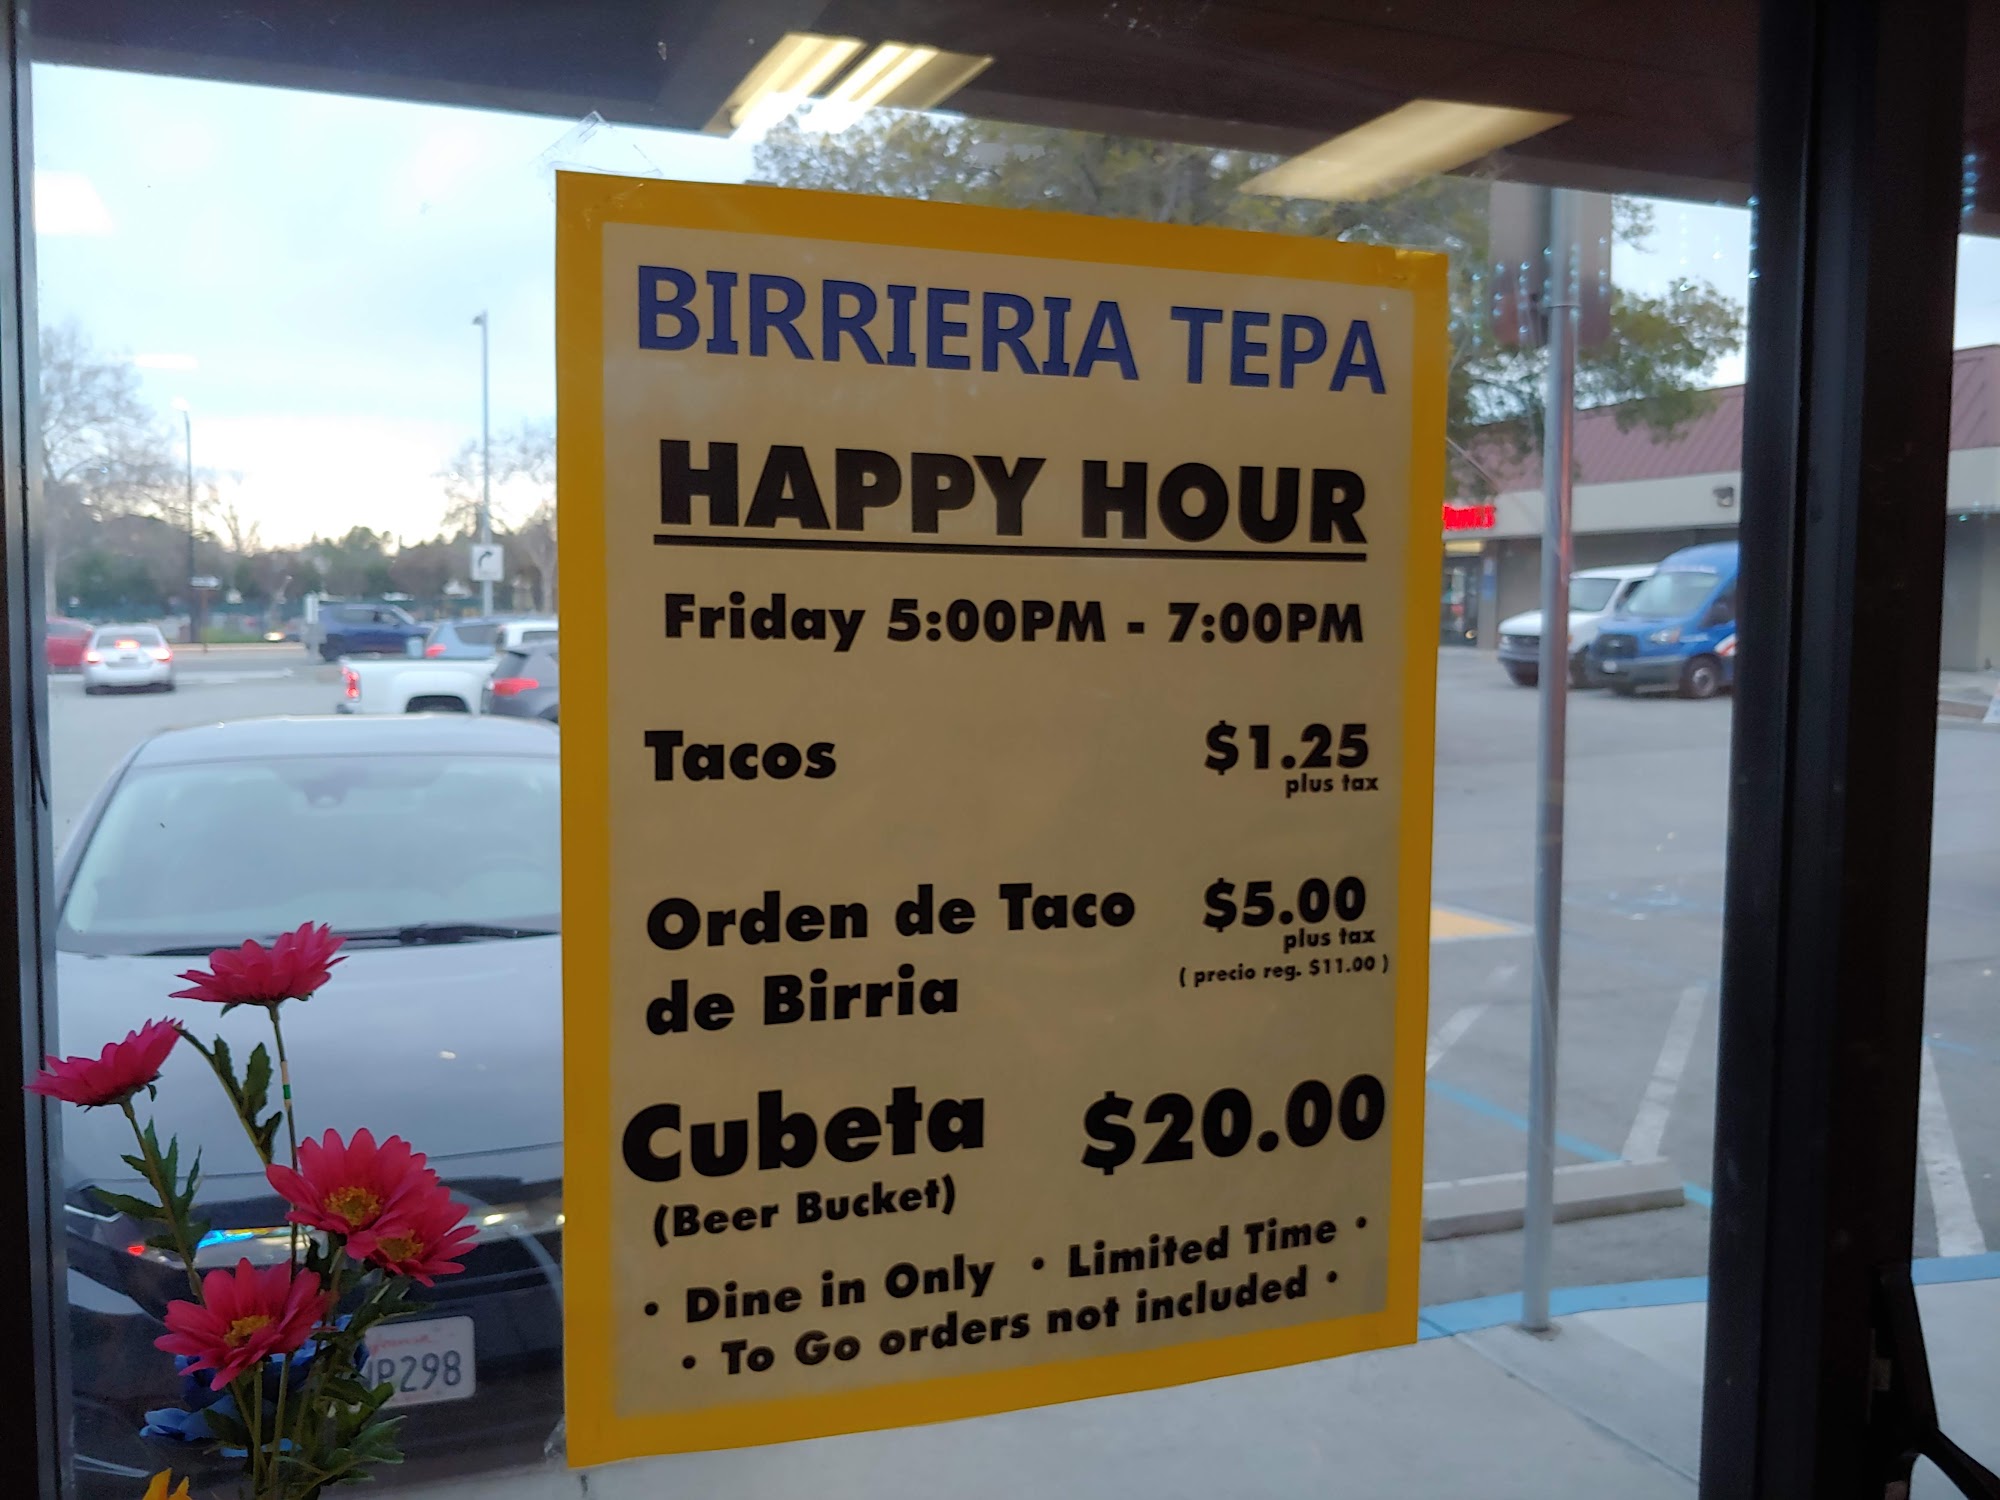 BIRRIERIA TEPA
HAPPY HOUR
Friday 5:00PM - 7:00PM
Tacos $1.25
plus tax
Orden de Taco $5.00
plus tax
de Birria ( precio reg. $11.00 )
Cubeta $20.00
(Beer Bucket)
• Dine in Only • Limited Time •
• To Go orders not included •
P298